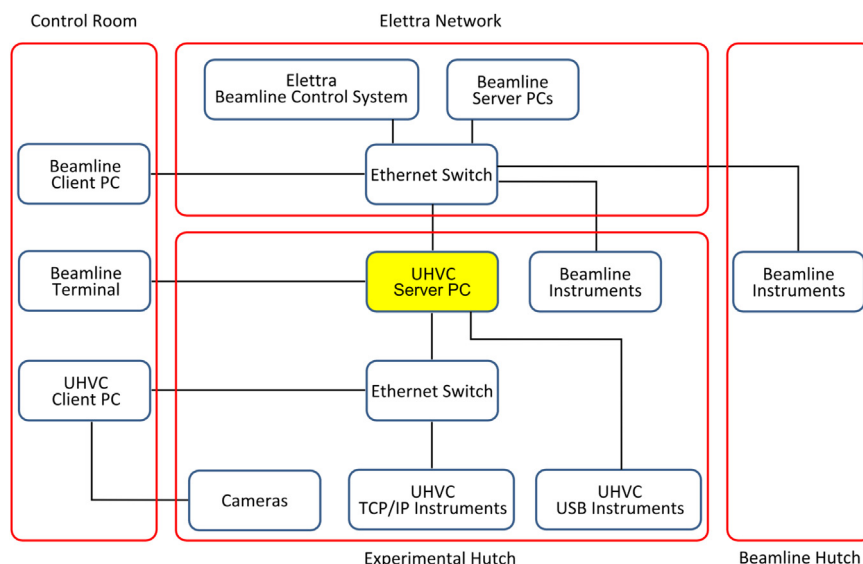 Control Room
Elettra Network
Elettra
Beamline Control System
Beamline
Server PCs
Beamline
Client PC
Ethernet Switch
Beamline
Terminal
UHVC
Server PC
Beamline
Instruments
Beamline
Instruments
UHVC
Client PC
Ethernet Switch
Cameras
UHVC
TCP/IP Instruments
UHVC
USB Instruments
Experimental Hutch
Beamline Hutch